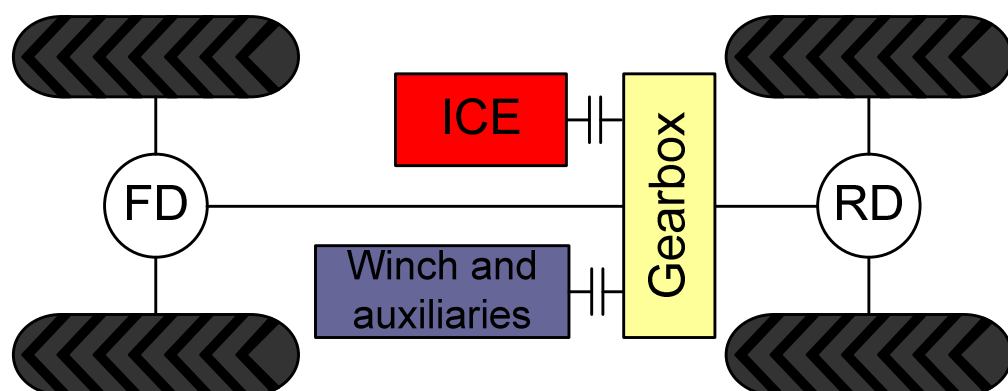 ICE
Gearbox
FD
RD
Winch and
auxiliaries